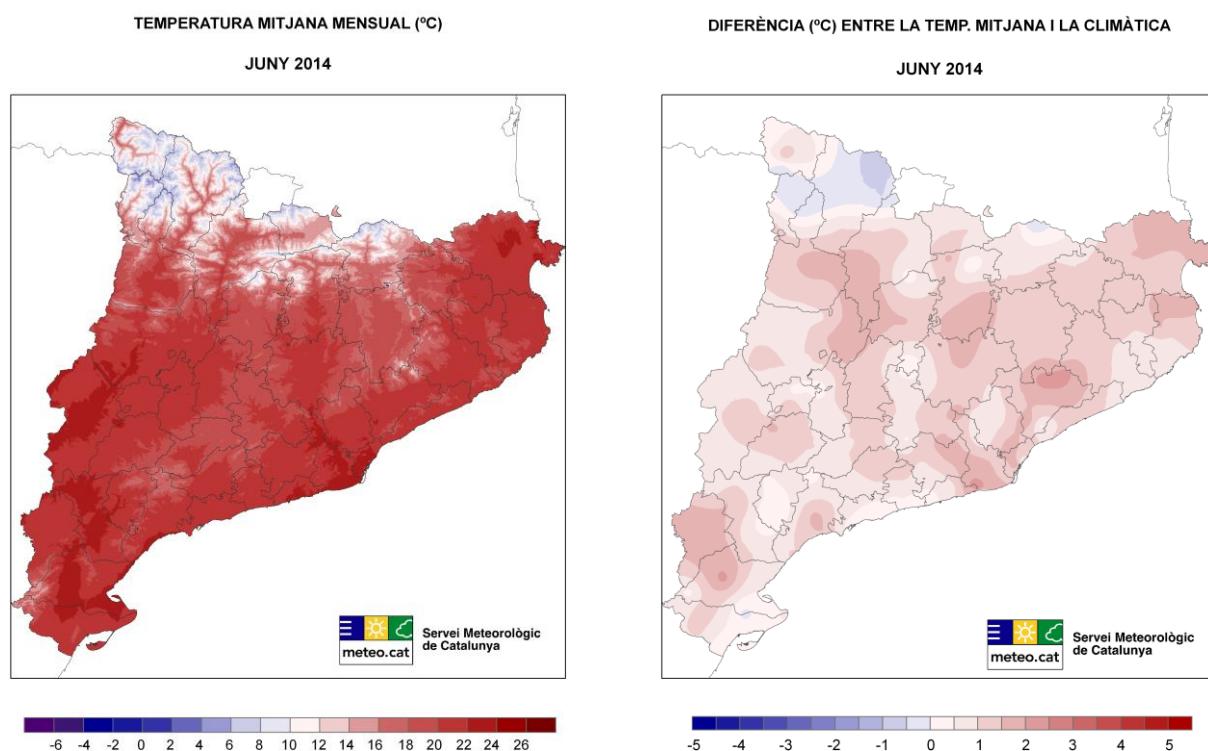 TEMPERATURA MITJANA MENSUAL (ºC)
JUNY 2014
meteo.cat
Servei Meteorològic
de Catalunya
-6 -4 -2 0 2 4 6 8 10 12 14 16 18 20 22 24 26
DIFERÈNCIA (ºC) ENTRE LA TEMP. MITJANA I LA CLIMÀTICA
JUNY 2014
meteo.cat
Servei Meteorològic
de Catalunya
-5 -4 -3 -2 -1 0 1 2 3 4 5